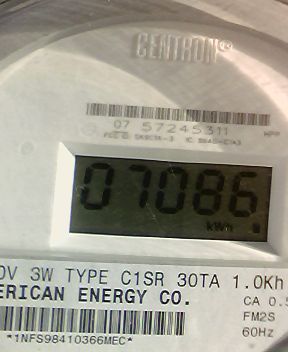 CENTRON®
07 57245311
07086
kWh
0V 3W TYPE C1SR 30TA 1.0Kh
ERICAN ENERGY CO.
CA 0.5
FM2S
*1NFS98410366MEC*
60Hz